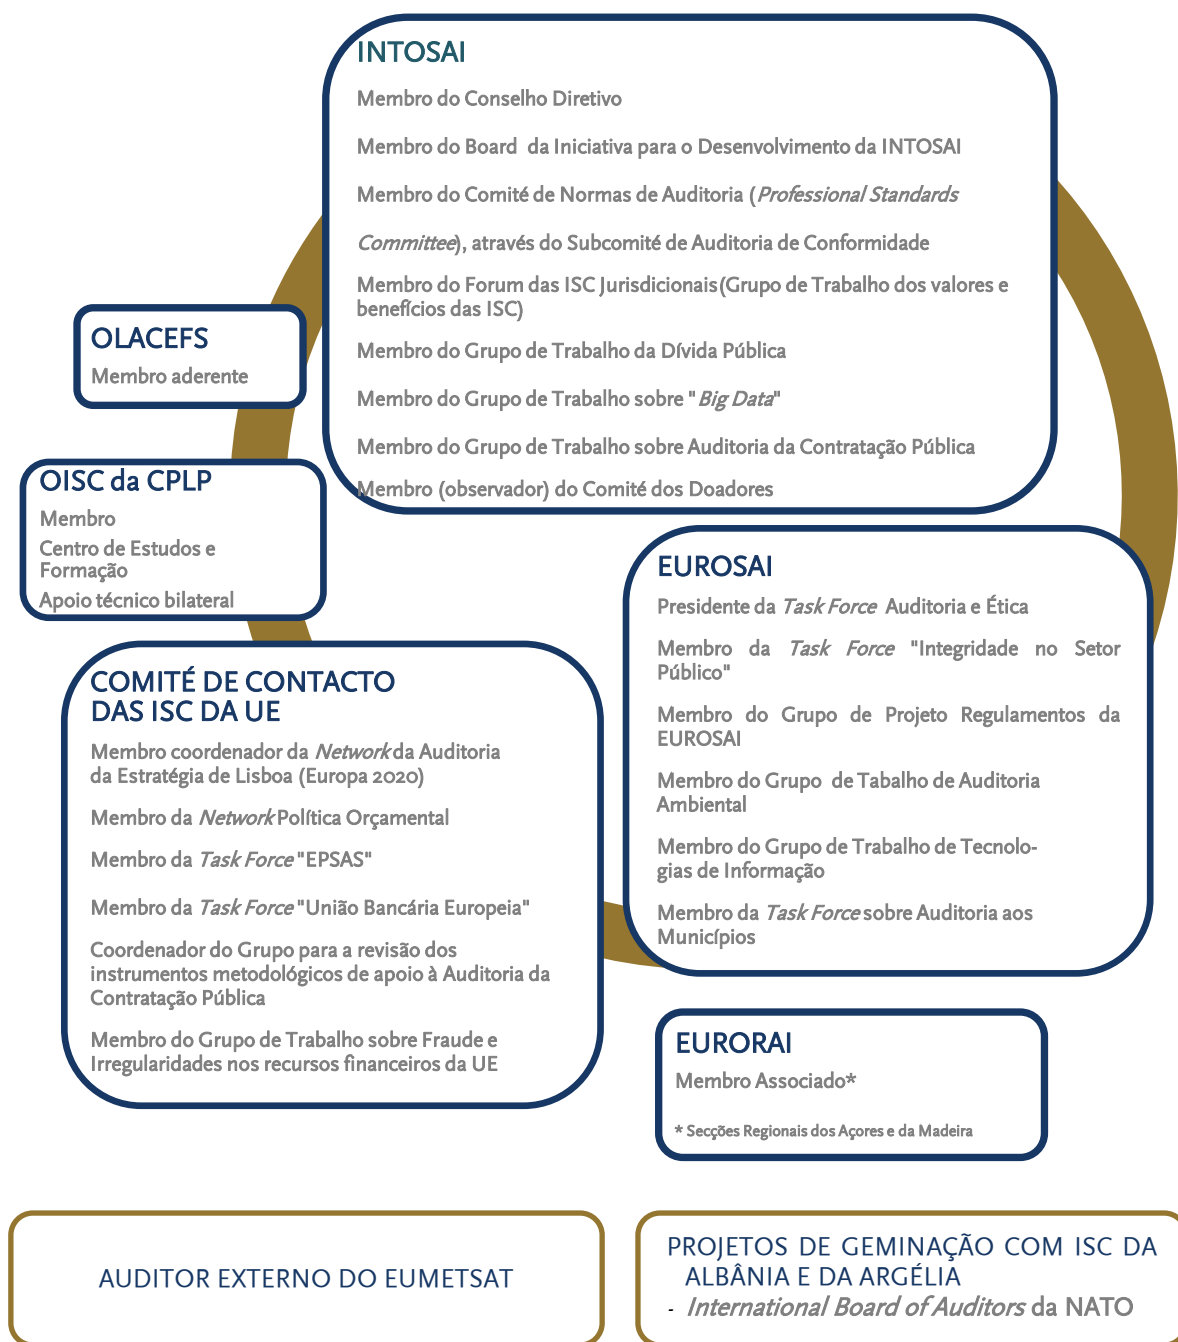 INTOSAI
Membro do Conselho Diretivo
Membro do Board da Iniciativa para o Desenvolvimento da INTOSAI
Membro do Comité de Normas de Auditoria (Professional Standards
Committee), através do Subcomité de Auditoria de Conformidade
Membro do Forum das ISC Jurisdicionais(Grupo de Trabalho dos valores e
benefícios das ISC)
Membro do Grupo de Trabalho da Dívida Pública
Membro do Grupo de Trabalho sobre "Big Data"
Membro do Grupo de Trabalho sobre Auditoria da Contratação Pública
Membro (observador) do Comité dos Doadores
OLACEFS
Membro aderente
OISC da CPLP
Membro
Centro de Estudos e
Formação
Apoio técnico bilateral
EUROSAI
Presidente da Task Force Auditoria e Ética
Membro da Task Force "Integridade no Setor
Público"
Membro do Grupo de Projeto Regulamentos da
EUROSAI
Membro do Grupo de Tabalho de Auditoria
Ambiental
Membro do Grupo de Trabalho de Tecnolo-
gias de Informação
Membro da Task Force sobre Auditoria aos
Municípios
COMITÉ DE CONTACTO
DAS ISC DA UE
Membro coordenador da Network da Auditoria
da Estratégia de Lisboa (Europa 2020)
Membro da Network Política Orçamental
Membro da Task Force "EPSAS"
Membro da Task Force "União Bancária Europeia"
Coordenador do Grupo para a revisão dos
instrumentos metodológicos de apoio à Auditoria da
Contratação Pública
Membro do Grupo de Trabalho sobre Fraude e
Irregularidades nos recursos financeiros da UE
EURORAI
Membro Associado*
* Secções Regionais dos Açores e da Madeira
AUDITOR EXTERNO DO EUMETSAT
PROJETOS DE GEMINAÇÃO COM ISC DA
ALBÂNIA E DA ARGÉLIA
- International Board of Auditors da NATO